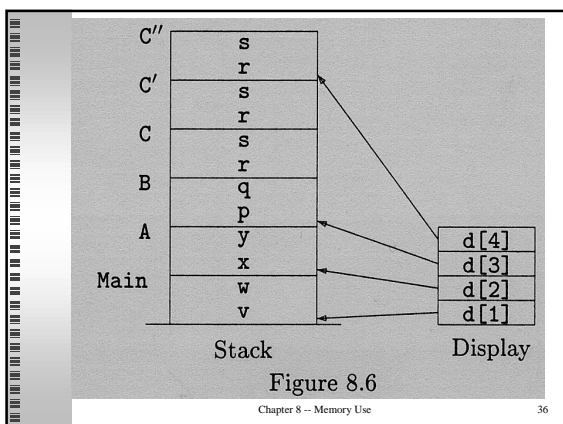 C″
s
r
C′
s
r
C
s
r
B
q
p
A
y
x
Main
w
v
d[4]
d[3]
d[2]
d[1]
Stack
Display
Figure 8.6
Chapter 8 -- Memory Use 36